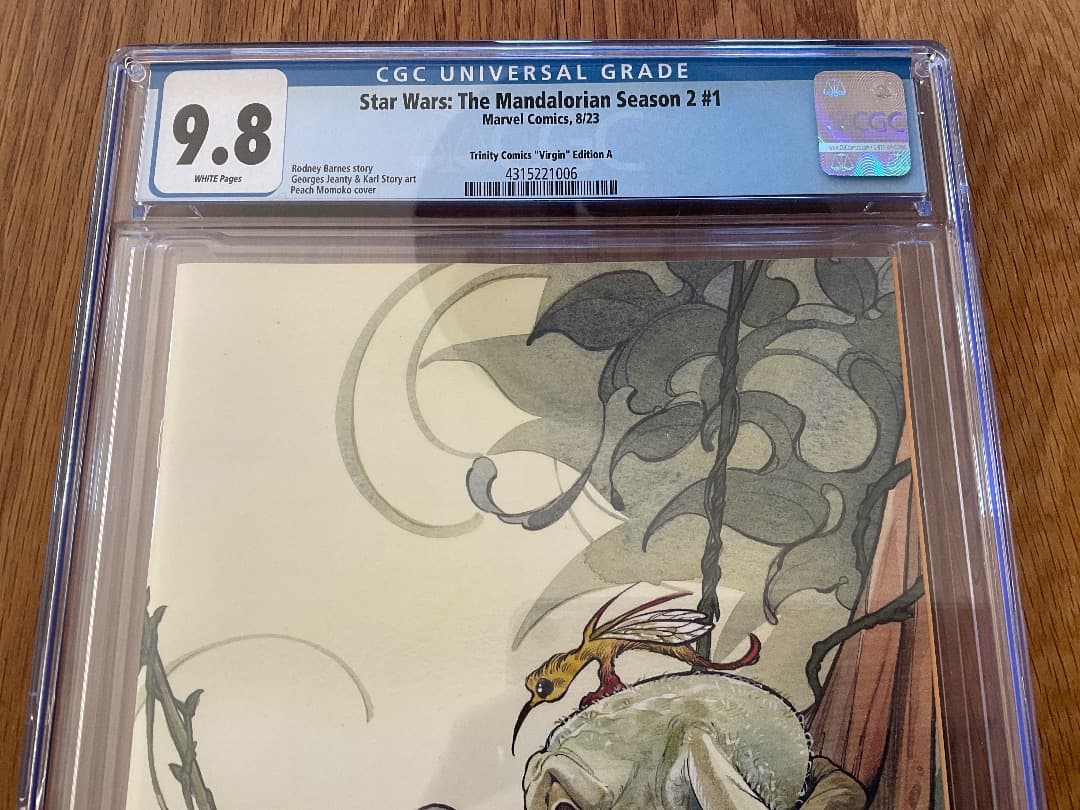 CGC UNIVERSAL GRADE
9.8
WHITE Pages
Star Wars: The Mandalorian Season 2 #1
Marvel Comics, 8/23
Trinity Comics "Virgin" Edition A
4315221006
Rodney Barnes story
Georges Jeanty & Karl Story art
Peach Momoko cover
CGC